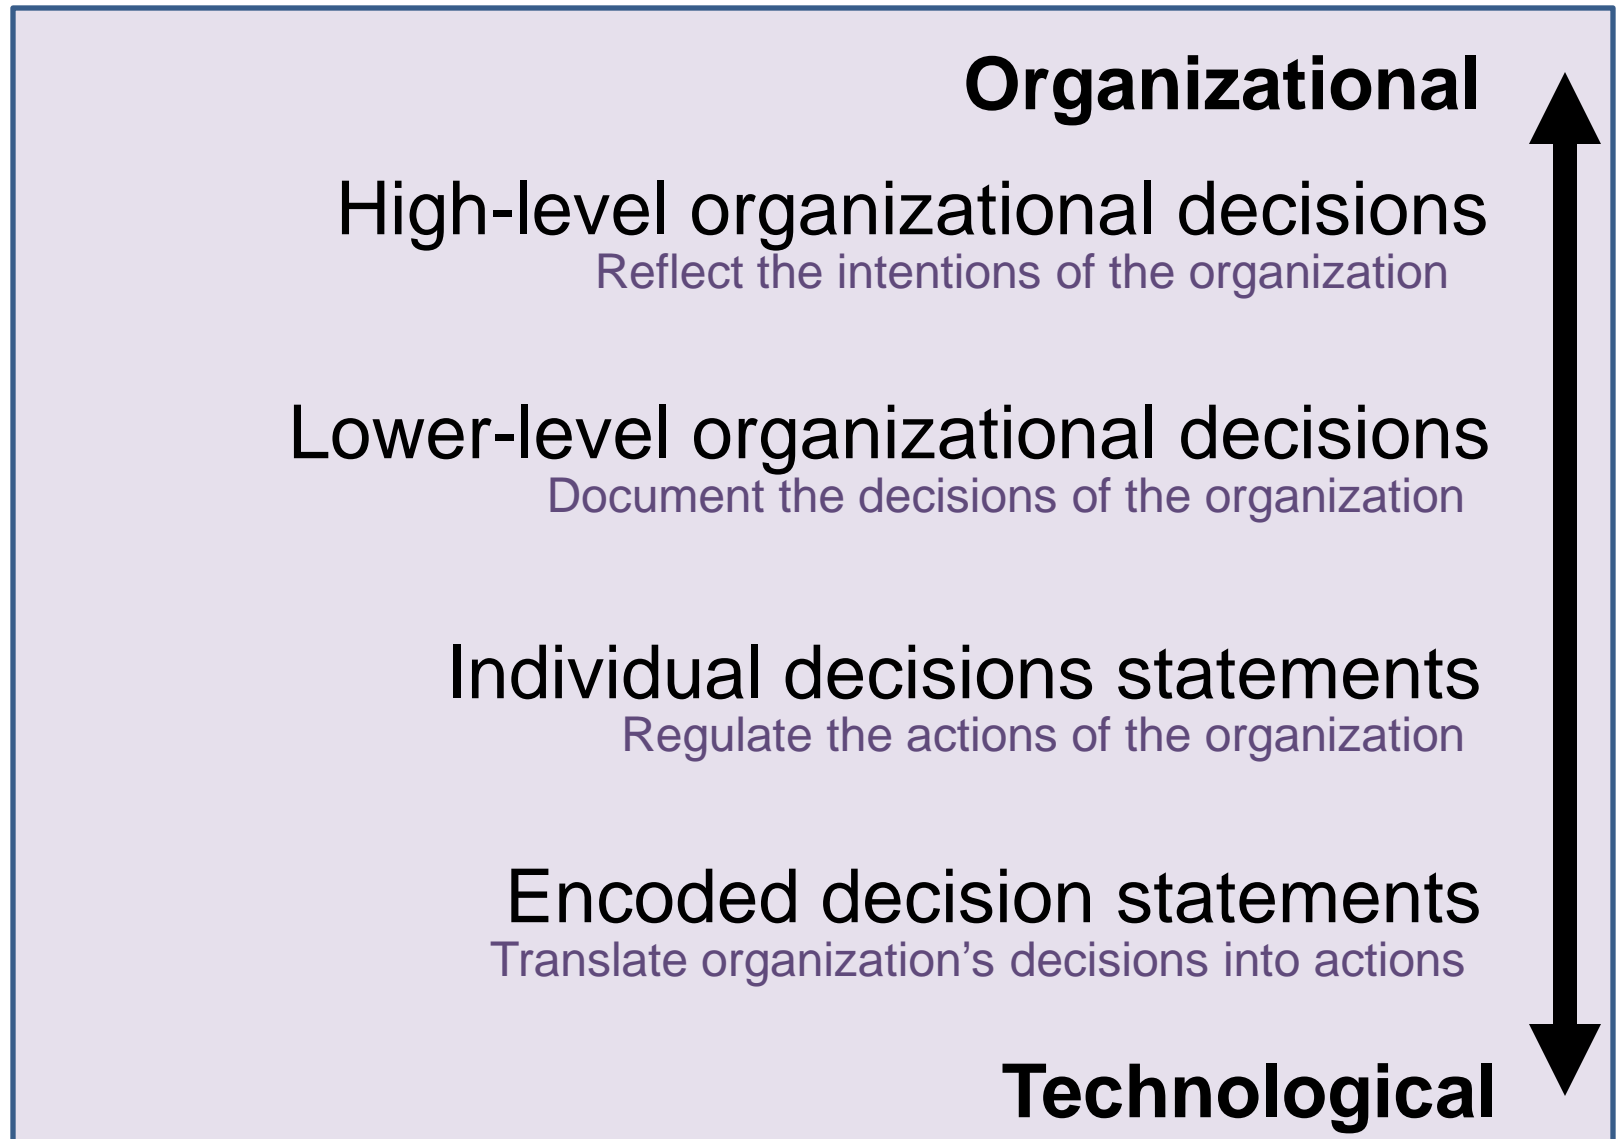 Organizational
High-level organizational decisions
Reflect the intentions of the organization
Lower-level organizational decisions
Document the decisions of the organization
Individual decisions statements
Regulate the actions of the organization
Encoded decision statements
Translate organization’s decisions into actions
Technological